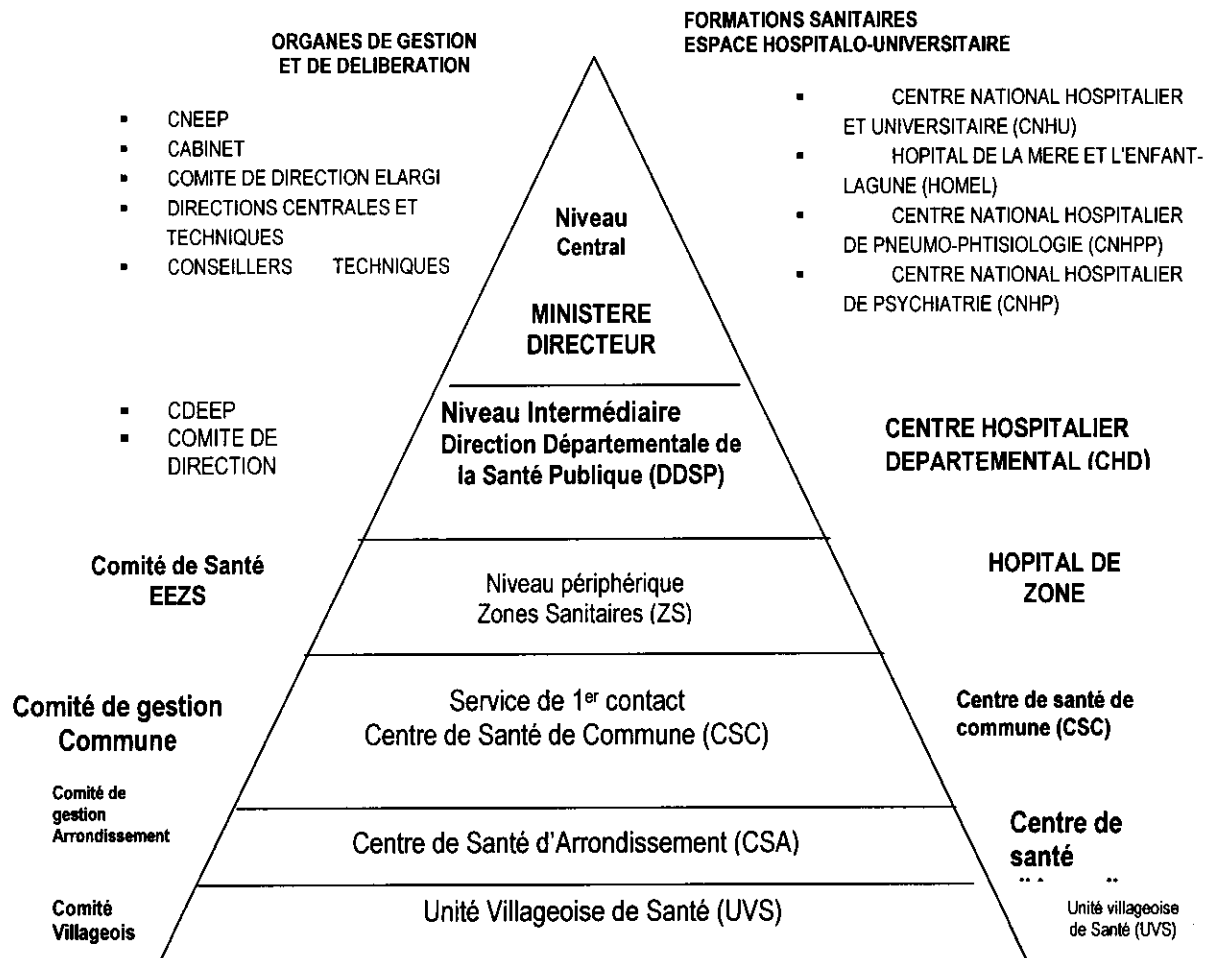 ORGANES DE GESTION
ET DE DELIBERATION
FORMATIONS SANITAIRES
ESPACE HOSPITALO-UNIVERSITAIRE
▪ CNEEP
▪ CABINET
▪ COMITE DE DIRECTION ELARGI
▪ DIRECTIONS CENTRALES ET
TECHNIQUES
▪ CONSEILLERS TECHNIQUES
Niveau
Central
MINISTERE
DIRECTEUR
▪ CENTRE NATIONAL HOSPITALIER
ET UNIVERSITAIRE (CNHU)
▪ HOPITAL DE LA MERE ET L'ENFANT-
LAGUNE (HOMEL)
▪ CENTRE NATIONAL HOSPITALIER
DE PNEUMO-PHTISIOLOGIE (CNHPP)
▪ CENTRE NATIONAL HOSPITALIER
DE PSYCHIATRIE (CNHP)
▪ CDEEP
▪ COMITE DE
DIRECTION
Niveau Intermédiaire
Direction Départementale de
la Santé Publique (DDSP)
CENTRE HOSPITALIER
DEPARTEMENTAL (CHD)
Comité de Santé
EEZS
Niveau périphérique
Zones Sanitaires (ZS)
HOPITAL DE
ZONE
Comité de gestion
Commune
Service de 1er contact
Centre de Santé de Commune (CSC)
Centre de santé de
commune (CSC)
Comité de
gestion
Arrondissement
Centre de Santé d'Arrondissement (CSA)
Centre de
santé
Comité
Villageois
Unité Villageoise de Santé (UVS)
Unité villageoise
de Santé (UVS)